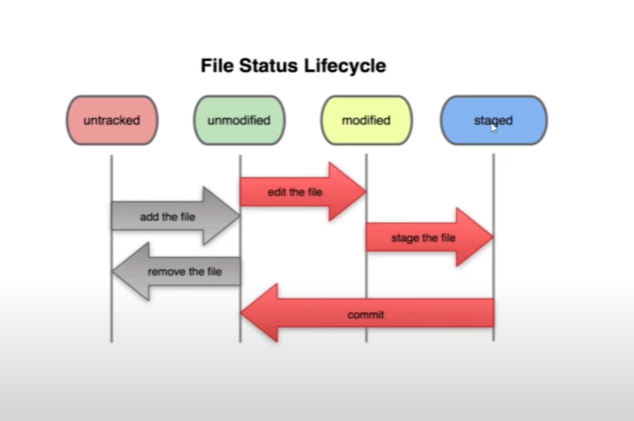 File Status Lifecycle
untracked
unmodified
modified
staged
edit the file
add the file
stage the file
remove the file
commit